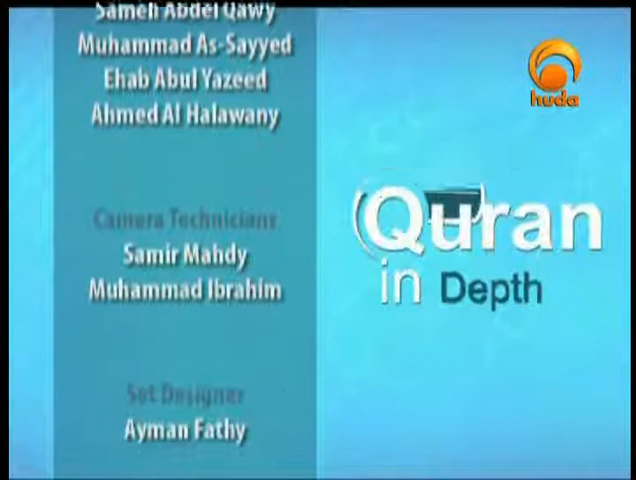 Sameh Abdel Qawy
Muhammad As-Sayyed
Ehab Abul Yazeed
Ahmed Al Halawany
Camera Technicians
Samir Mahdy
Muhammad Ibrahim
Set Designer
Ayman Fathy
huda
Quran
in Depth